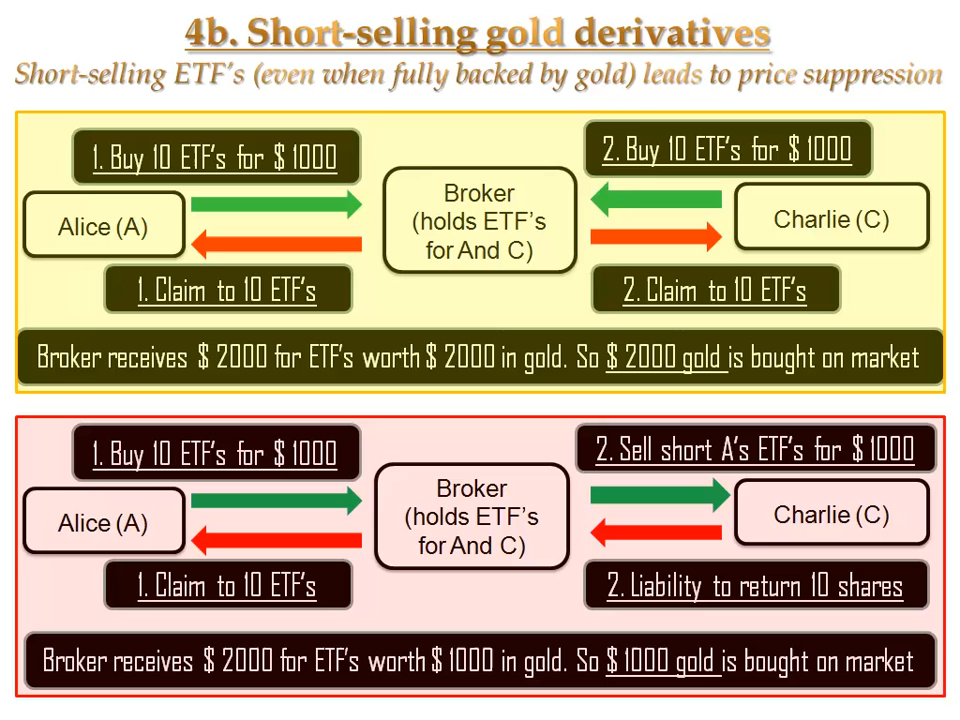 4b. Short-selling gold derivatives
Short-selling ETF's (even when fully backed by gold) leads to price suppression
1. Buy 10 ETF's for $ 1000
2. Buy 10 ETF's for $ 1000
Alice (A)
Broker
(holds ETF's
for And C)
Charlie (C)
1. Claim to 10 ETF's
2. Claim to 10 ETF's
Broker receives $ 2000 for ETF's worth $ 2000 in gold. So $ 2000 gold is bought on market
1. Buy 10 ETF's for $ 1000
2. Sell short A's ETF's for $ 1000
Alice (A)
Broker
(holds ETF's
for And C)
Charlie (C)
1. Claim to 10 ETF's
2. Liability to return 10 shares
Broker receives $ 2000 for ETF's worth $ 1000 in gold. So $ 1000 gold is bought on market